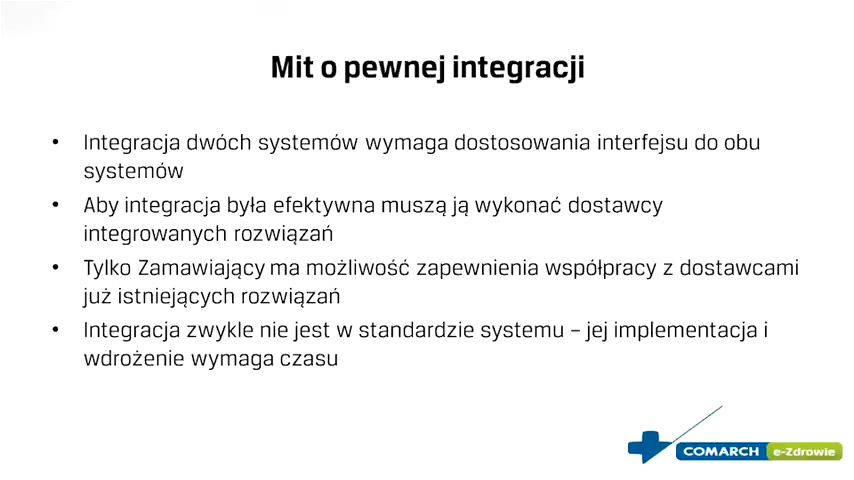 Mit o pewnej integracji
• Integracja dwóch systemów wymaga dostosowania interfejsu do obu
systemów
• Aby integracja była efektywna muszą ją wykonać dostawcy
integrowanych rozwiązań
• Tylko Zamawiający ma możliwość zapewnienia współpracy z dostawcami
już istniejących rozwiązań
• Integracja zwykle nie jest w standardzie systemu – jej implementacja i
wdrożenie wymaga czasu
COMARCH e-Zdrowie